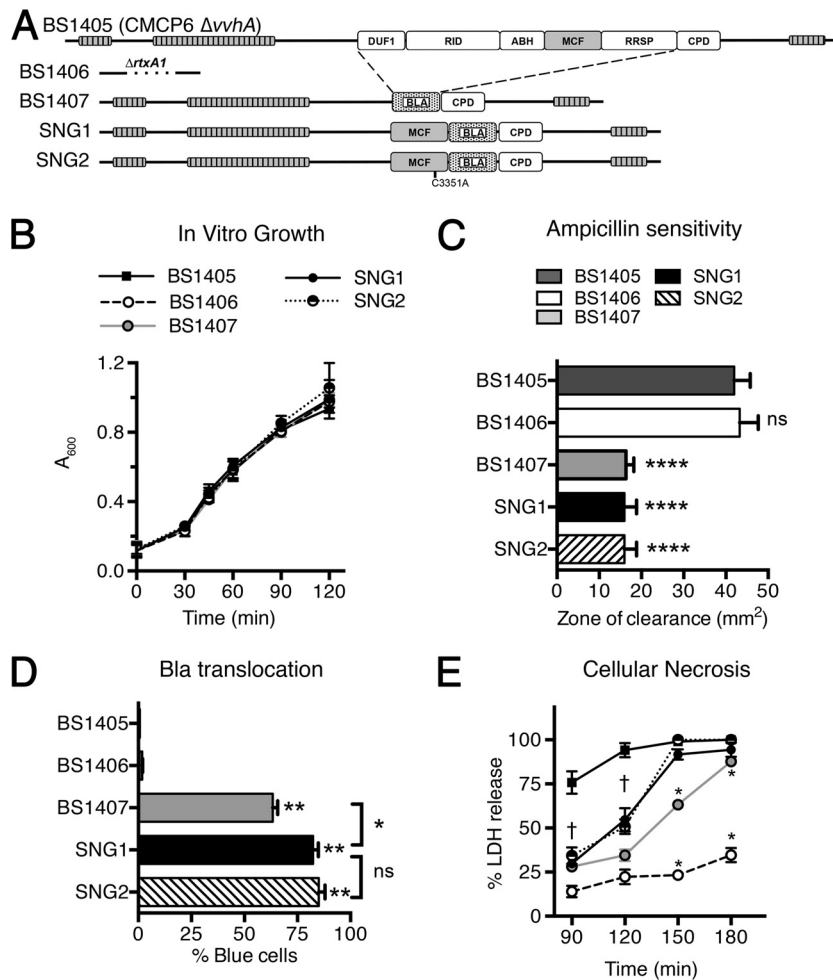 A
BS1405 (CMCP6 ΔvvhA)
DUF1 RID ABH MCF RRSP CPD
BS1406 ΔrtxA1
BS1407 BLA CPD
SNG1 MCF BLA CPD
SNG2 MCF BLA CPD
C3351A
B In Vitro Growth
BS1405 SNG1
BS1406 SNG2
BS1407
A600
1.2
0.8
0.4
0.0
0 30 60 90 120
Time (min)
C Ampicillin sensitivity
BS1405 SNG1
BS1406 SNG2
BS1407
BS1405
BS1406 ns
BS1407 ****
SNG1 ****
SNG2 ****
0 10 20 30 40 50
Zone of clearance (mm²)
D Bla translocation
BS1405
BS1406
BS1407 **
*
SNG1 **
ns
SNG2 **
0 25 50 75 100
% Blue cells
E Cellular Necrosis
% LDH release
100
75
50
25
0
† † * * * *
90 120 150 180
Time (min)